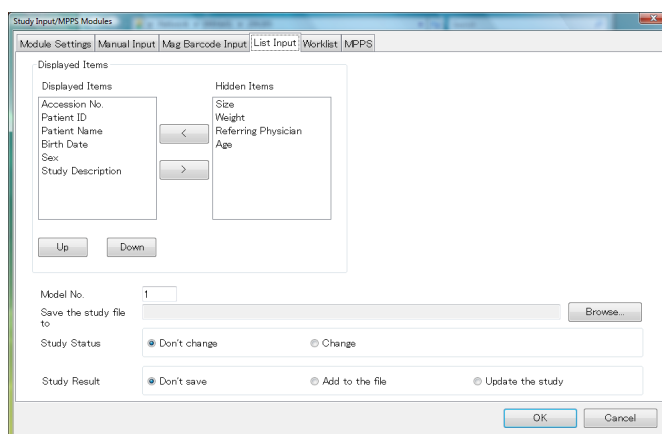 Study Input/MPPS Modules
Module Settings Manual Input Mag Barcode Input List Input Worklist MPPS
Displayed Items
Displayed Items Hidden Items
Accession No. Size
Patient ID Weight
Patient Name < Referring Physician
Birth Date Age
Sex
Study Description >
Up Down
Model No. 1
Save the study file Browse...
to
Study Status Don't change Change
Study Result Don't save Add to the file Update the study
OK Cancel